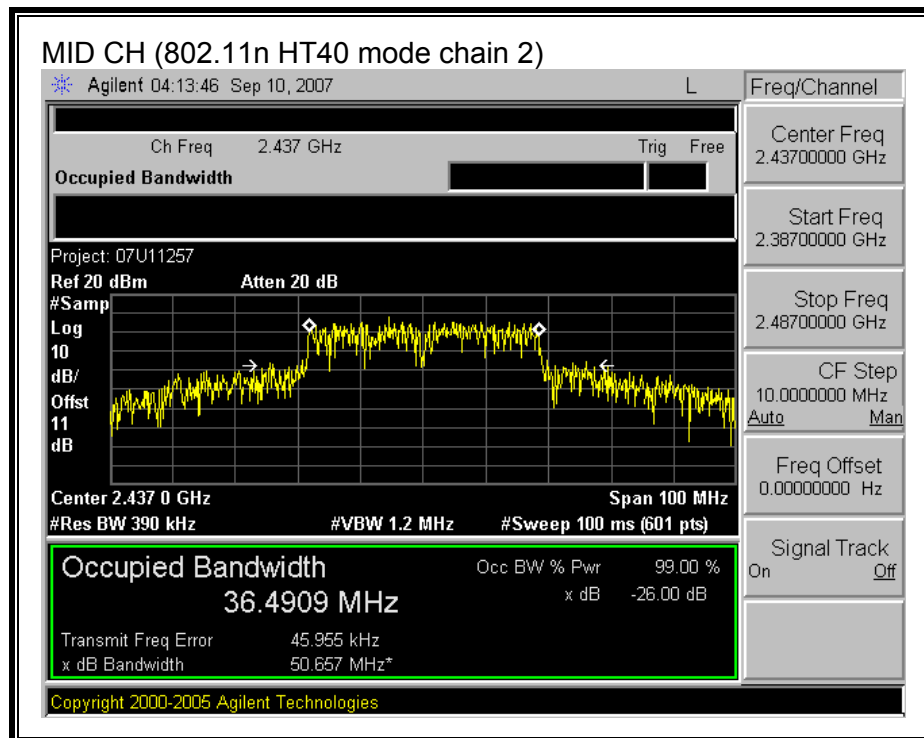 MID CH (802.11n HT40 mode chain 2)
Agilent 04:13:46 Sep 10, 2007 L
Freq/Channel
Ch Freq 2.437 GHz Trig Free
Occupied Bandwidth
Center Freq
2.43700000 GHz
Start Freq
2.38700000 GHz
Stop Freq
2.48700000 GHz
CF Step
10.0000000 MHz
Auto Man
Freq Offset
0.00000000 Hz
Signal Track
On Off
Project: 07U11257
Ref 20 dBm Atten 20 dB
#Samp
Log
10
dB/
Offst
11
dB
Center 2.437 0 GHz Span 100 MHz
#Res BW 390 kHz #VBW 1.2 MHz #Sweep 100 ms (601 pts)
Occupied Bandwidth Occ BW % Pwr 99.00 %
36.4909 MHz x dB -26.00 dB
Transmit Freq Error 45.955 kHz
x dB Bandwidth 50.657 MHz*
Copyright 2000-2005 Agilent Technologies